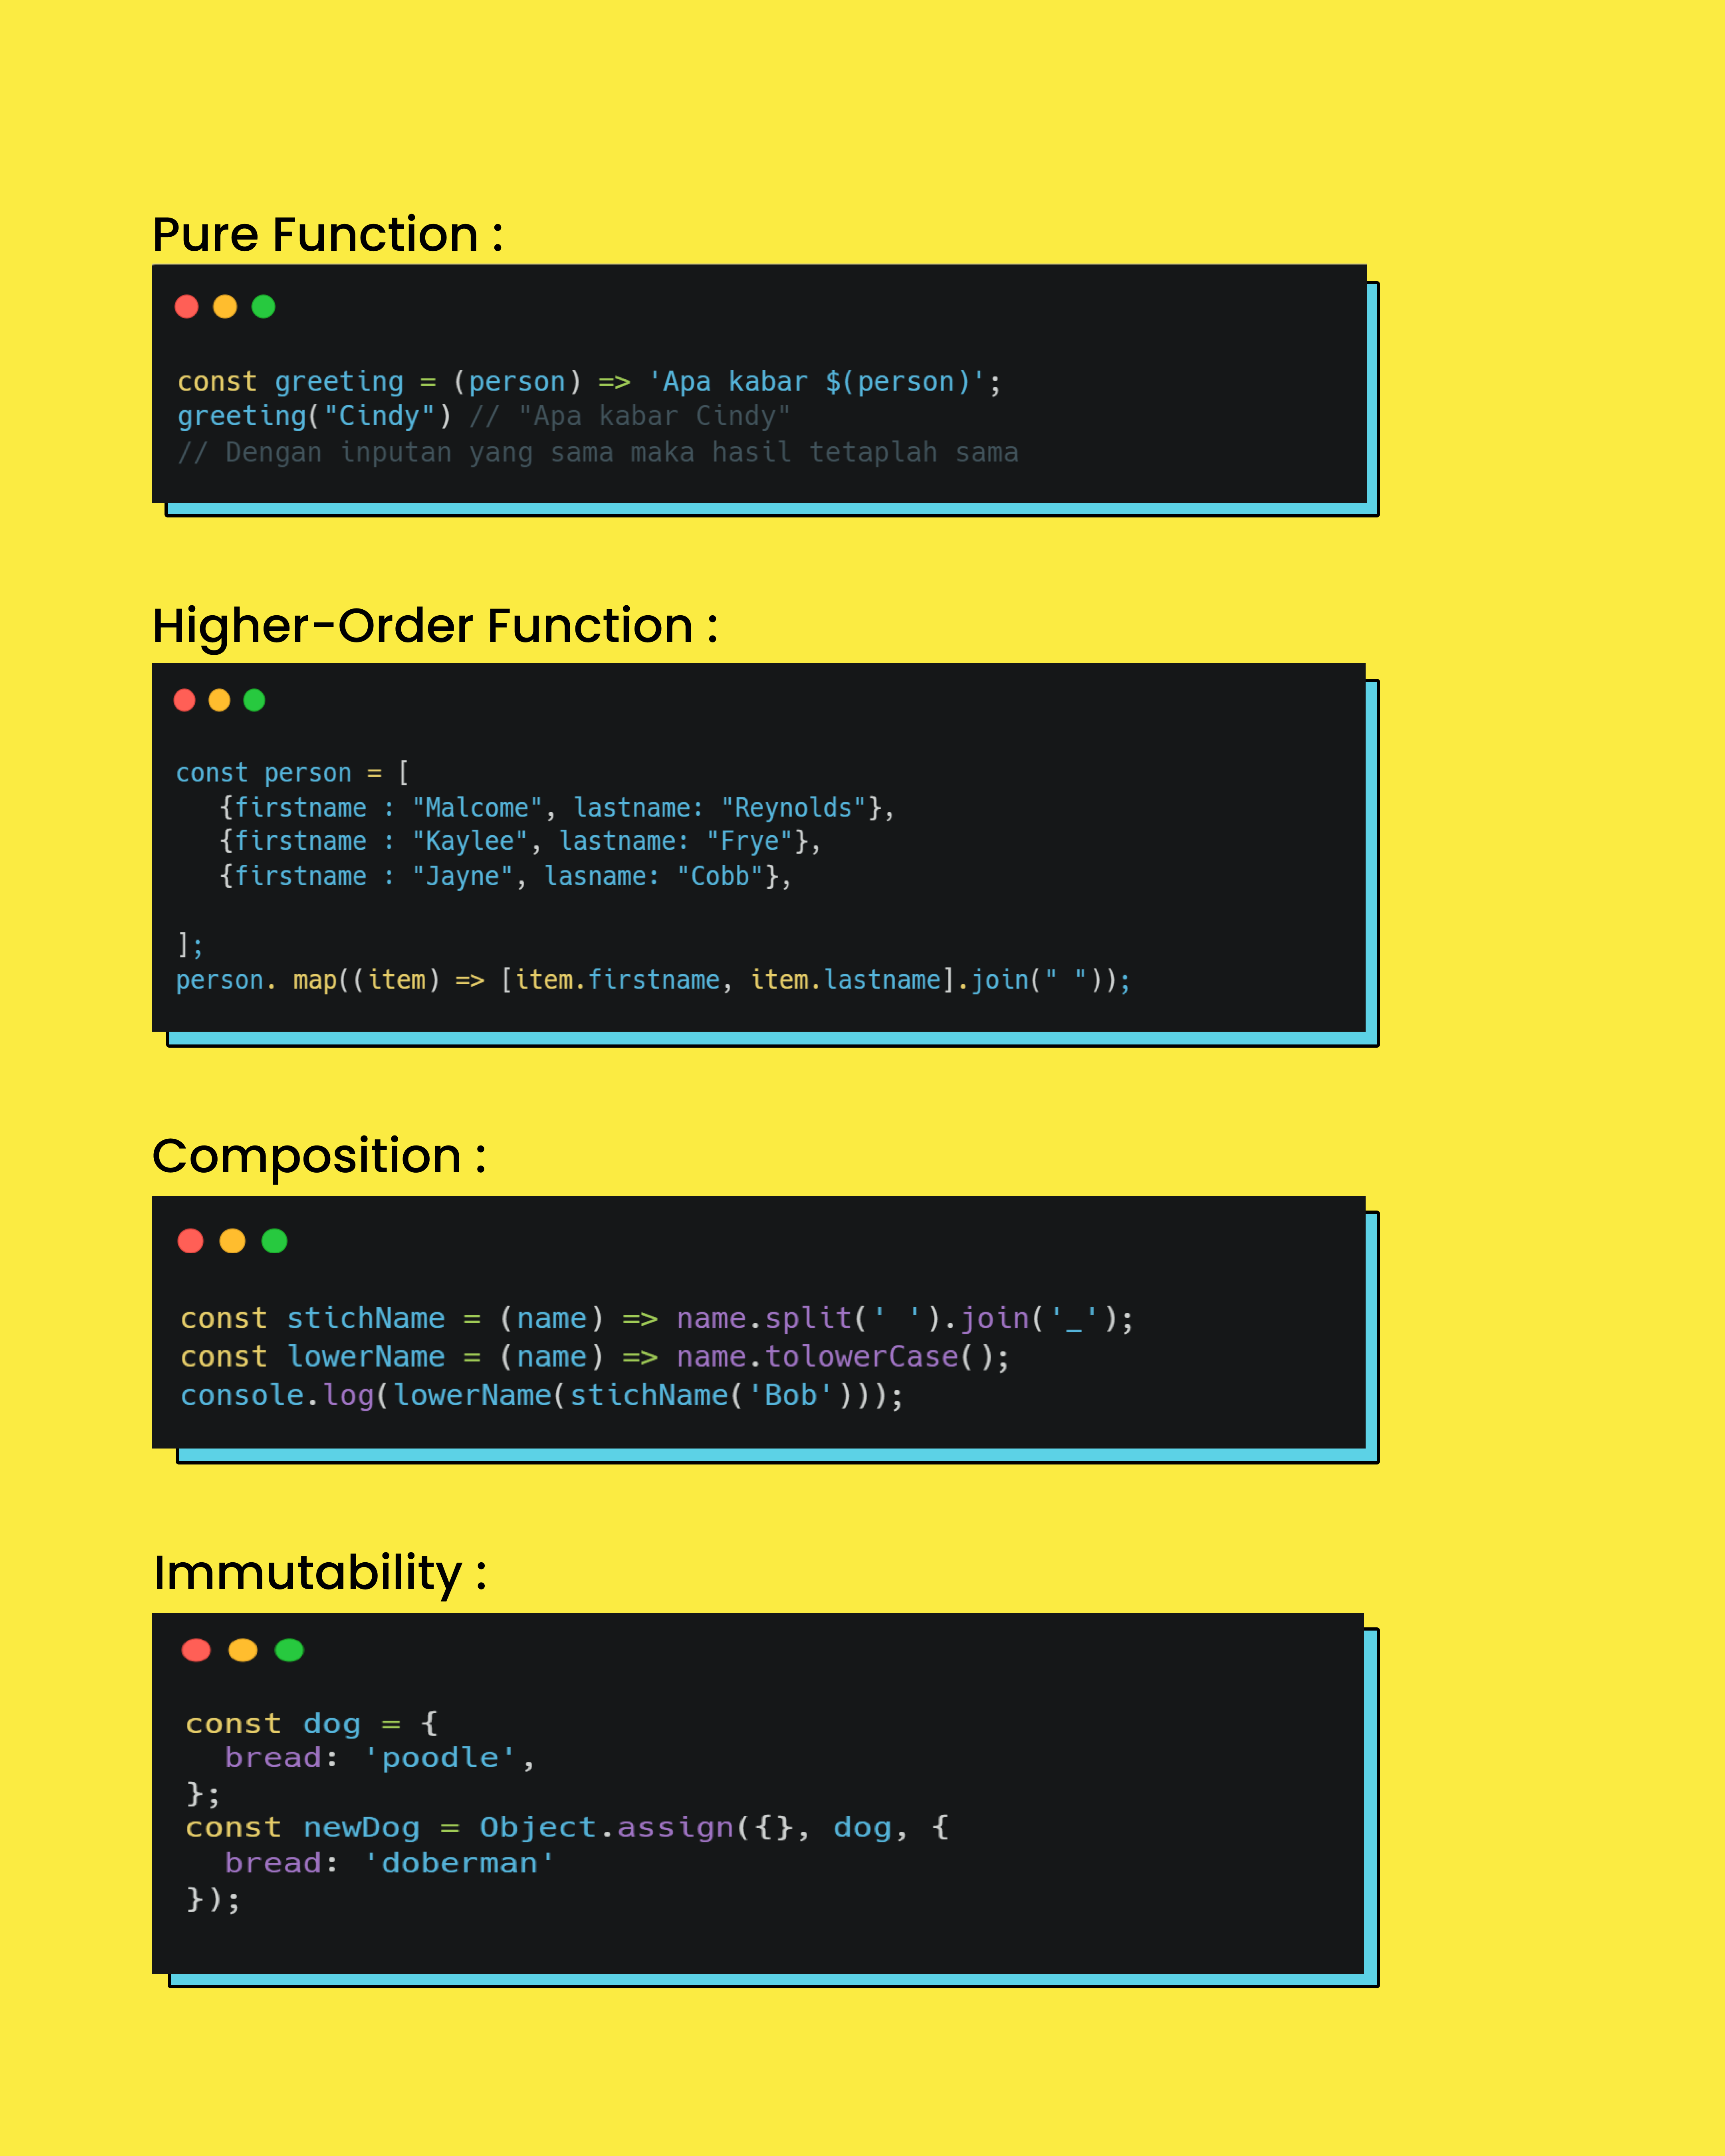 Pure Function :
const greeting = (person) => 'Apa kabar $(person)';
greeting("Cindy") // "Apa kabar Cindy"
// Dengan inputan yang sama maka hasil tetaplah sama
Higher-Order Function :
const person = [
{firstname : "Malcome", lastname: "Reynolds"},
{firstname : "Kaylee", lastname: "Frye"},
{firstname : "Jayne", lasname: "Cobb"},
];
person. map((item) => [item.firstname, item.lastname].join(" "));
Composition :
const stichName = (name) => name.split(' ').join('_');
const lowerName = (name) => name.tolowerCase();
console.log(lowerName(stichName('Bob')));
Immutability :
const dog = {
bread: 'poodle',
};
const newDog = Object.assign({}, dog, {
bread: 'doberman'
});